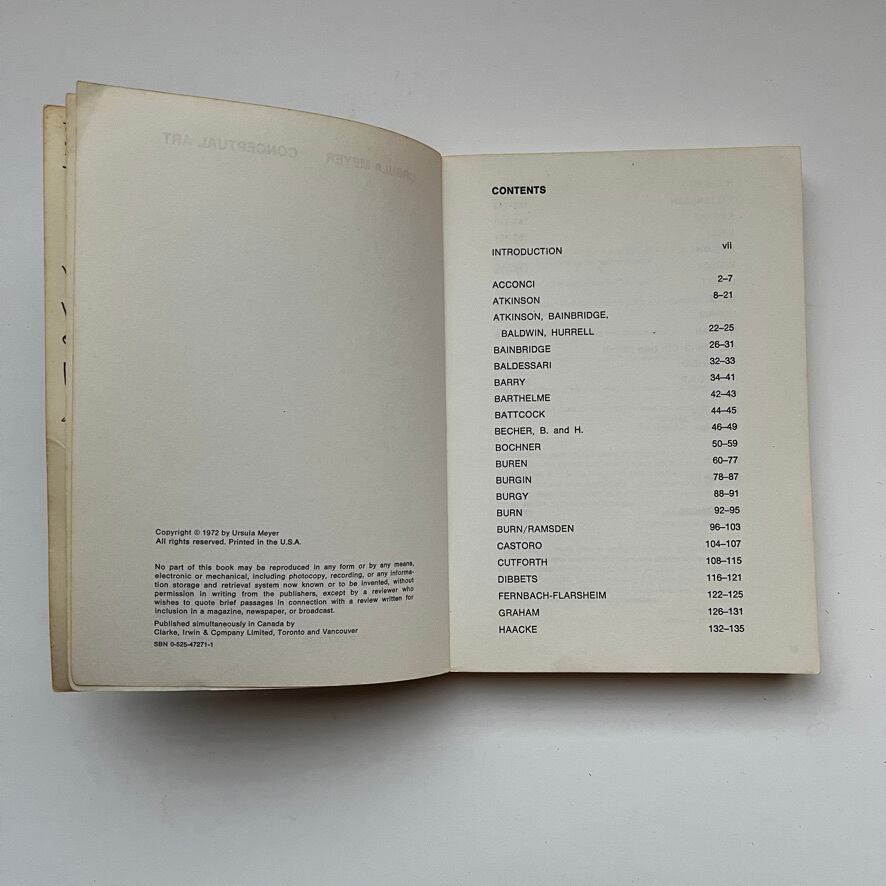 URSULA MEYER CONCEPTUAL ART
Copyright © 1972 by Ursula Meyer
All rights reserved. Printed in the U.S.A.
No part of this book may be reproduced in any form or by any means,
electronic or mechanical, including photocopy, recording, or any informa-
tion storage and retrieval system now known or to be invented, without
permission in writing from the publishers, except by a reviewer who
wishes to quote brief passages in connection with a review written for
inclusion in a magazine, newspaper, or broadcast.
Published simultaneously in Canada by
Clarke, Irwin & Company Limited, Toronto and Vancouver
SBN 0-525-47271-1
CONTENTS
INTRODUCTION vii
ACCONCI 2–7
ATKINSON 8–21
ATKINSON, BAINBRIDGE,
BALDWIN, HURRELL 22–25
BAINBRIDGE 26–31
BALDESSARI 32–33
BARRY 34–41
BARTHELME 42–43
BATTCOCK 44–45
BECHER, B. and H. 46–49
BOCHNER 50–59
BUREN 60–77
BURGIN 78–87
BURGY 88–91
BURN 92–95
BURN/RAMSDEN 96–103
CASTORO 104–107
CUTFORTH 108–115
DIBBETS 116–121
FERNBACH-FLARSHEIM 122–125
GRAHAM 126–131
HAACKE 132–135